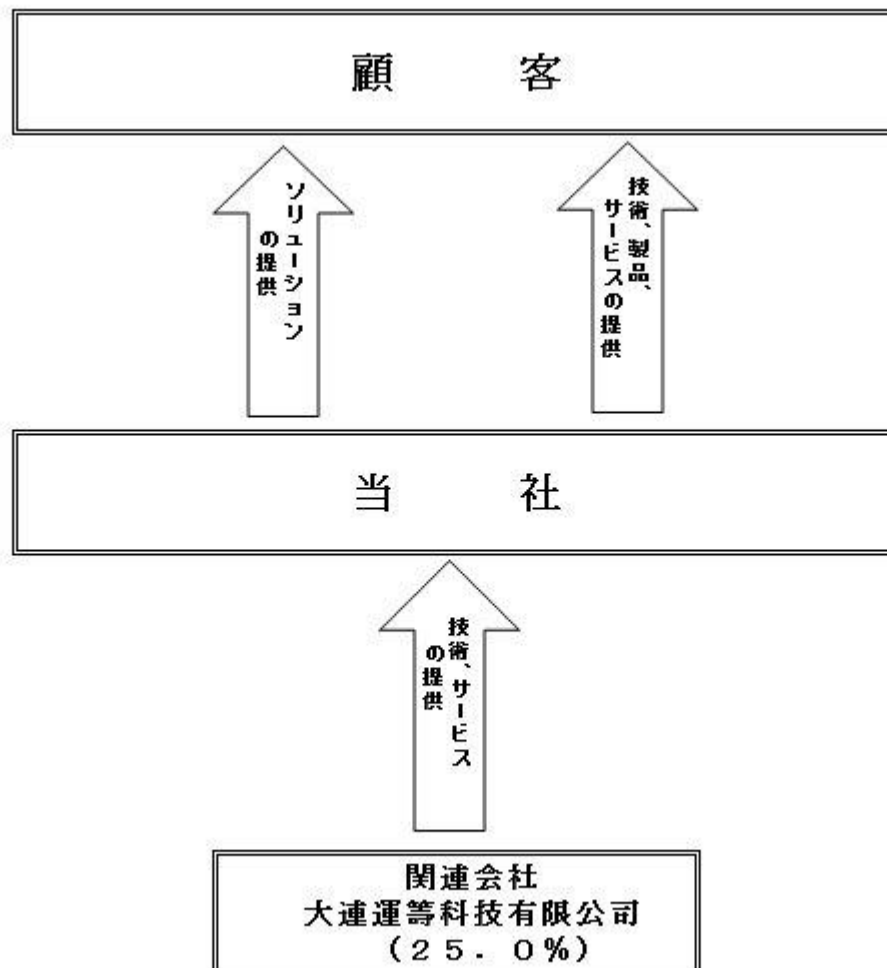 顧　客
ソリューション
の提供
技術、製品、
サービスの提供
当　社
技術、サービス
の提供
関連会社
大連運籌科技有限公司
（２５．０％）